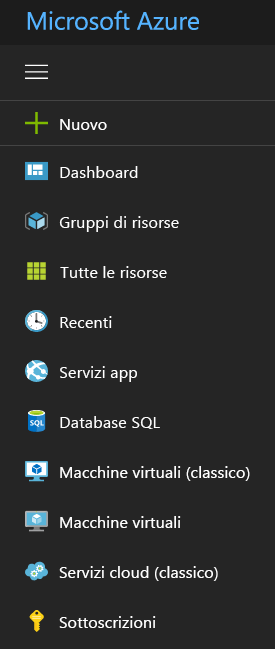 Microsoft Azure
Nuovo
Dashboard
Gruppi di risorse
Tutte le risorse
Recenti
Servizi app
SQL Database SQL
Macchine virtuali (classico)
Macchine virtuali
Servizi cloud (classico)
Sottoscrizioni